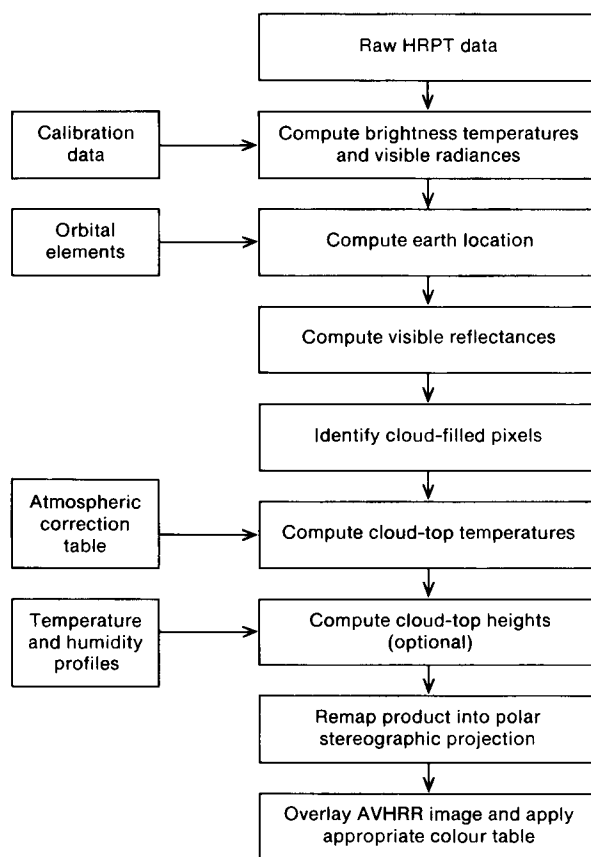 Raw HRPT data
Calibration
data
Compute brightness temperatures
and visible radiances
Orbital
elements
Compute earth location
Compute visible reflectances
Identify cloud-filled pixels
Atmospheric
correction
table
Compute cloud-top temperatures
Temperature
and humidity
profiles
Compute cloud-top heights
(optional)
Remap product into polar
stereographic projection
Overlay AVHRR image and apply
appropriate colour table